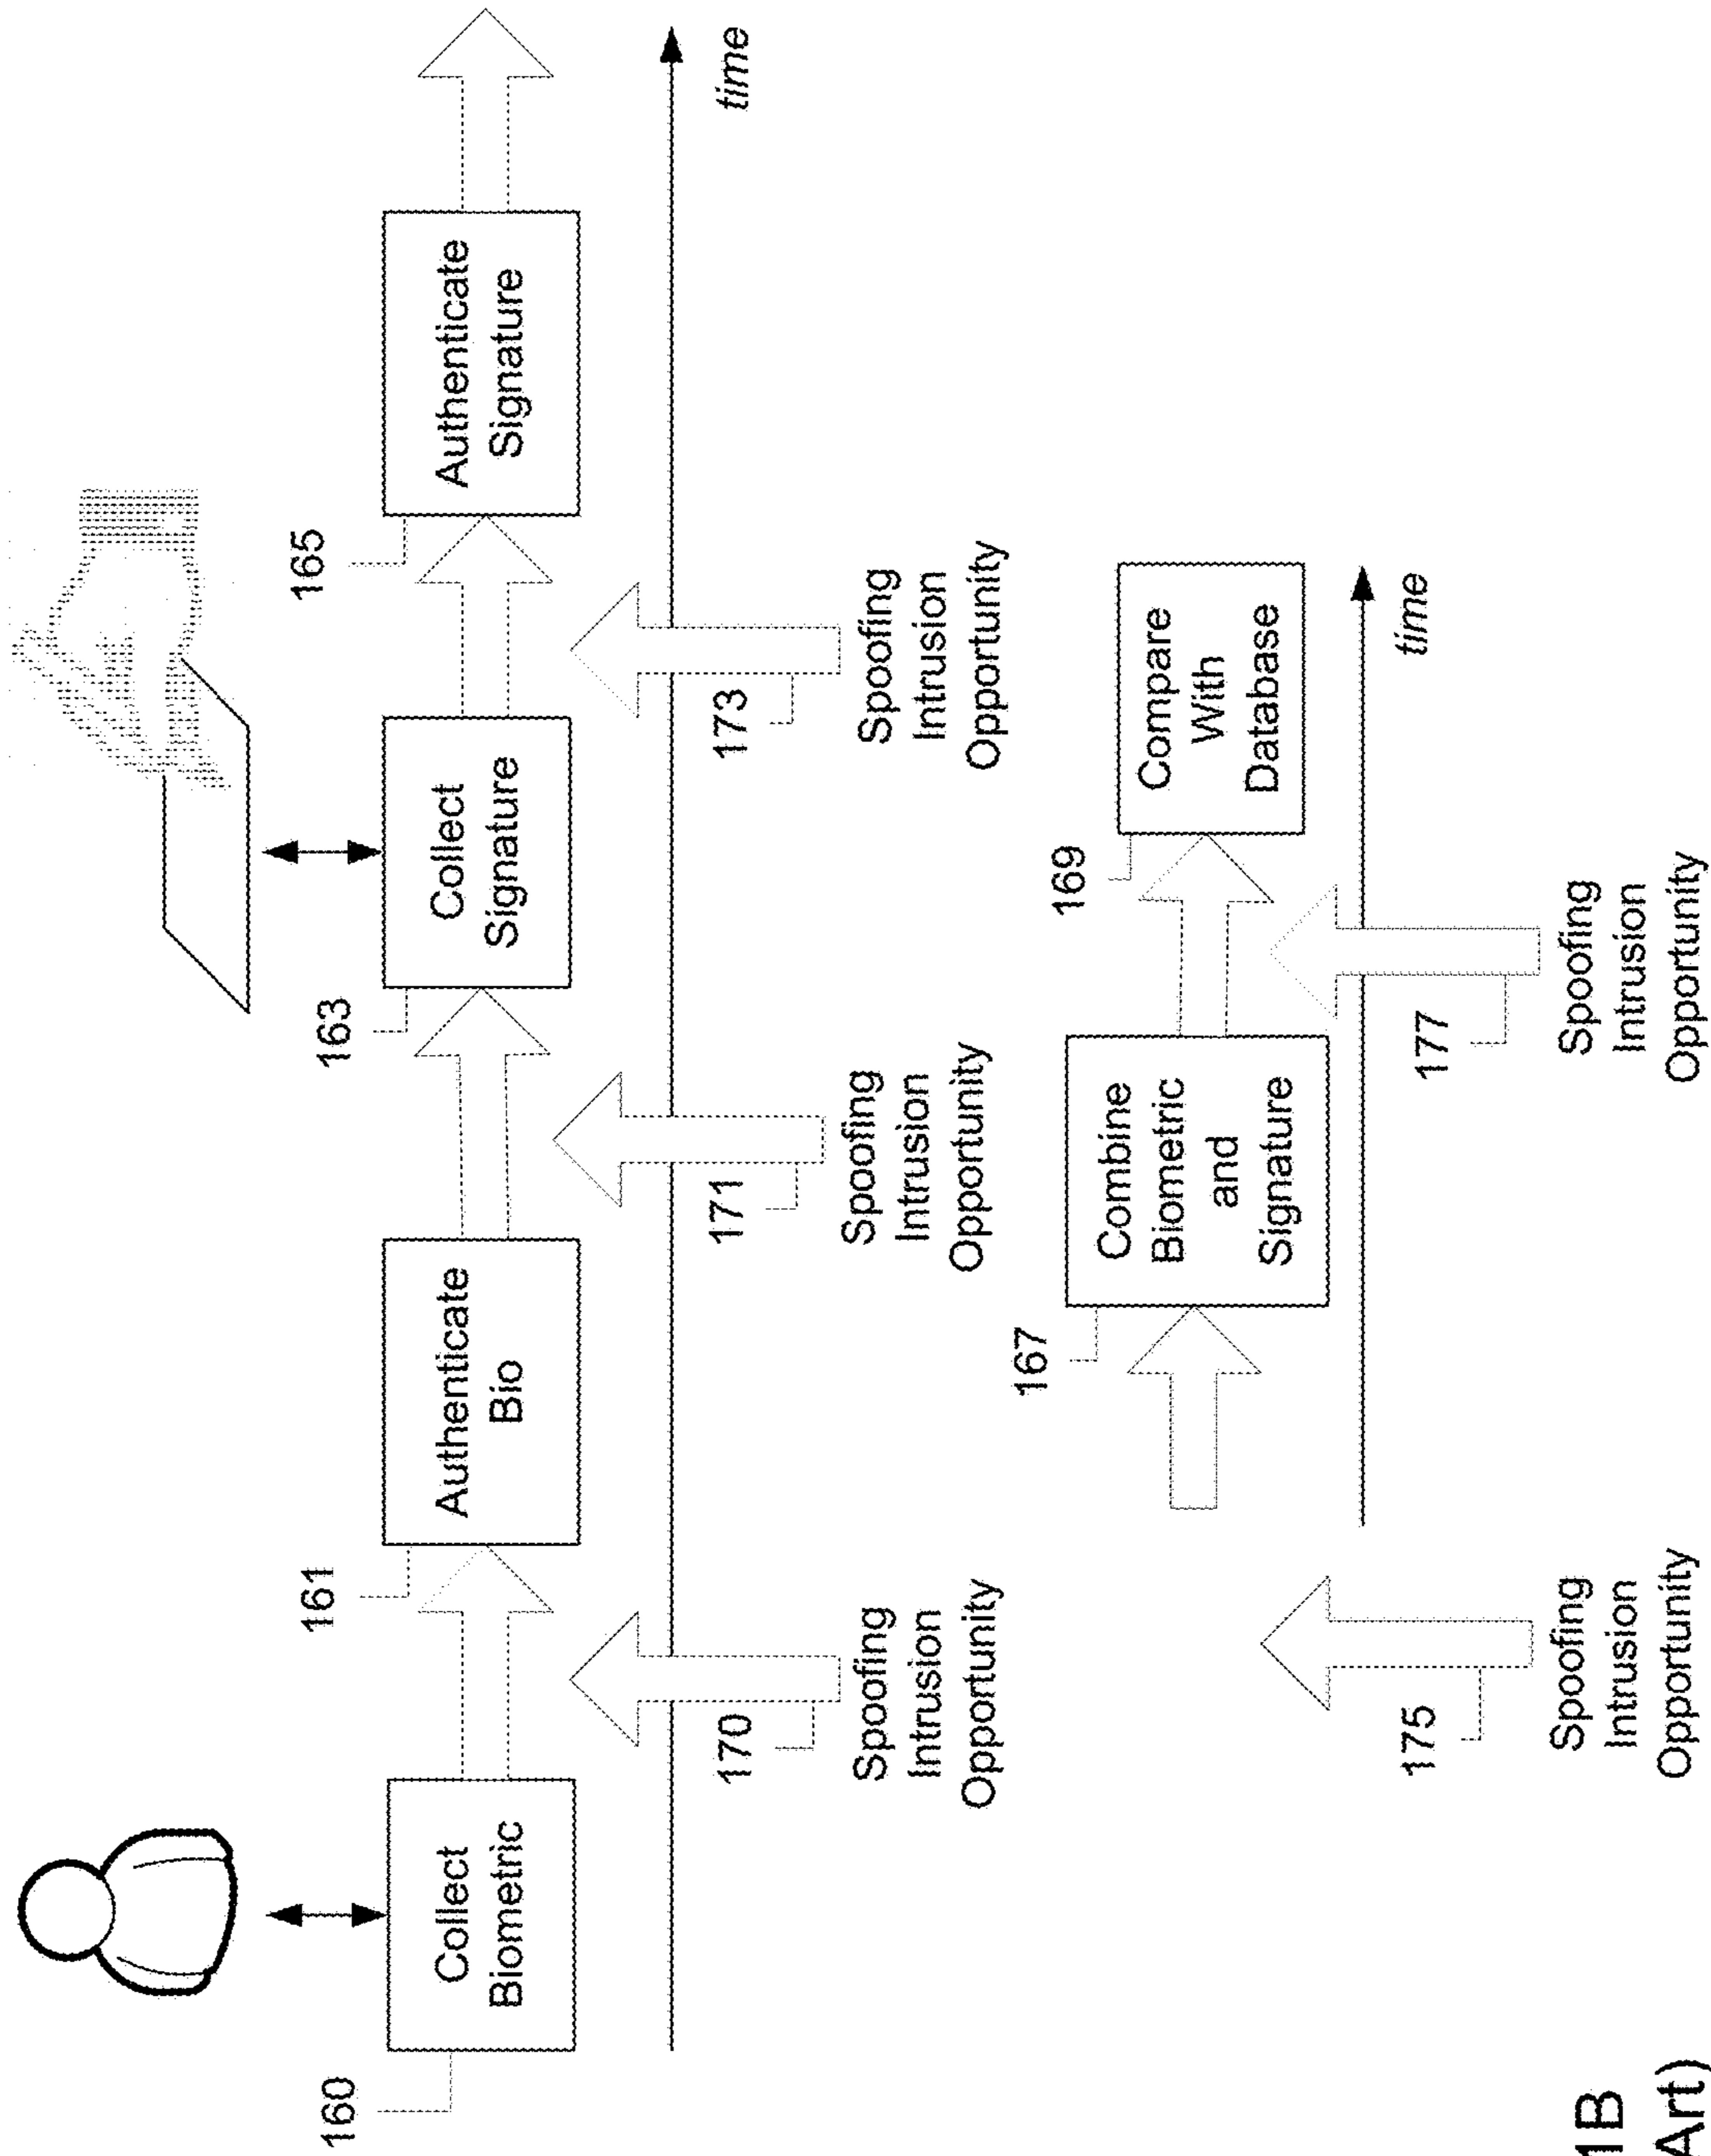 160
Collect
Biometric
161
Authenticate
Bio
163
Collect
Signature
165
Authenticate
Signature
time
170
Spoofing
Intrusion
Opportunity
171
Spoofing
Intrusion
Opportunity
173
Spoofing
Intrusion
Opportunity
167
Combine
Biometric
and
Signature
169
Compare
With
Database
time
175
Spoofing
Intrusion
Opportunity
177
Spoofing
Intrusion
Opportunity
1B
Art)